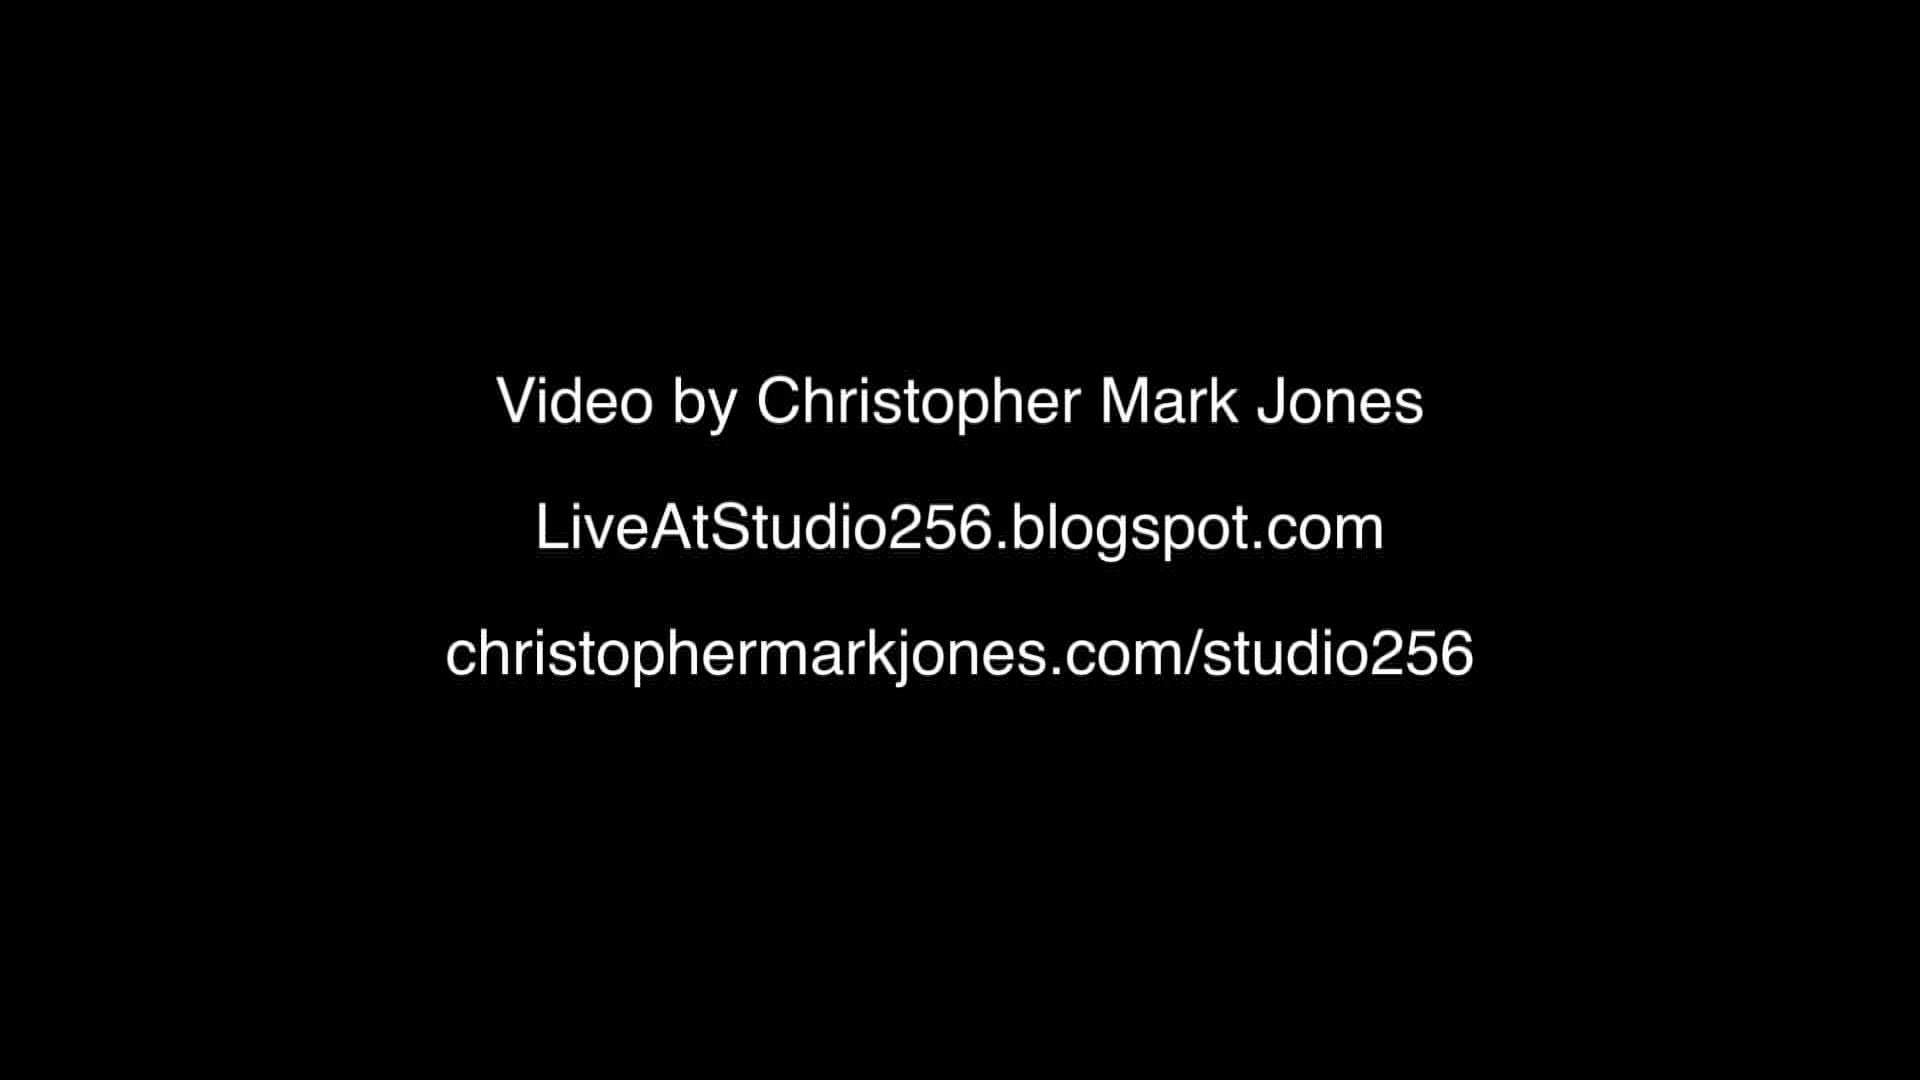 Video by Christopher Mark Jones
LiveAtStudio256.blogspot.com
christophermarkjones.com/studio256